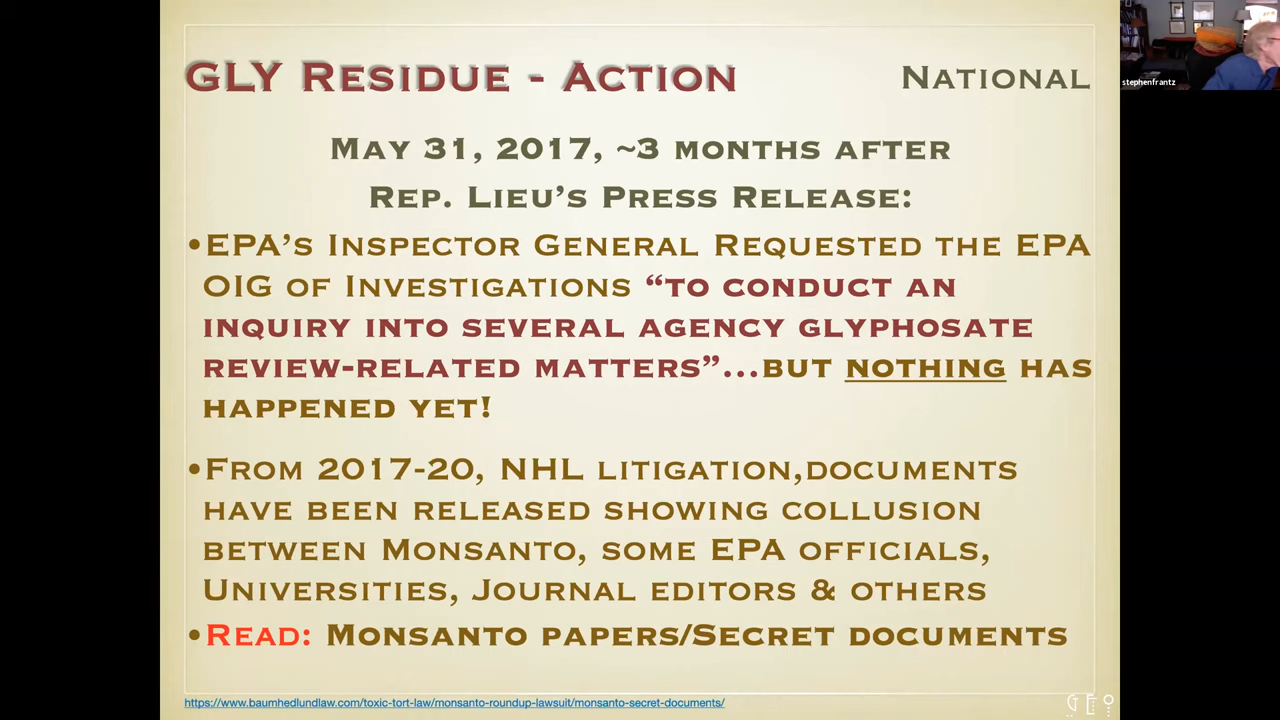 GLY Residue - Action
National
stephenfrantz
May 31, 2017, ~3 months after
Rep. Lieu's Press Release:
•EPA's Inspector General Requested the EPA
OIG of Investigations "to conduct an
inquiry into several agency glyphosate
review-related matters"...but nothing has
happened yet!
•From 2017-20, NHL litigation,documents
have been released showing collusion
between Monsanto, some EPA officials,
Universities, Journal editors & others
•Read: Monsanto papers/Secret documents
https://www.baumhedlundlaw.com/toxic-tort-law/monsanto-roundup-lawsuit/monsanto-secret-documents/